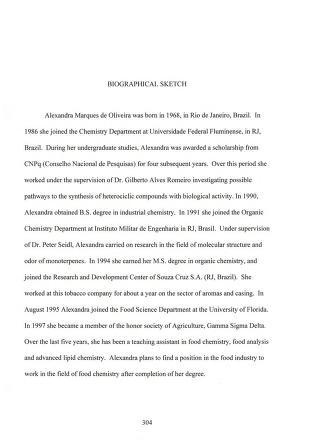 BIOGRAPHICAL SKETCH
Alexandra Marques de Oliveira was born in 1968, in Rio de Janeiro, Brazil. In
1986 she joined the Chemistry Department at Universidade Federal Fluminense, in RJ,
Brazil. During her undergraduate studies, Alexandra was awarded a scholarship from
CNPq (Conselho Nacional de Pesquisas) for four subsequent years. Over this period she
worked under the supervision of Dr. Gilberto Alves Romeiro investigating possible
pathways to the synthesis of heterociclic compounds with biological activity. In 1990,
Alexandra obtained B.S. degree in industrial chemistry. In 1991 she joined the Organic
Chemistry Department at Instituto Militar de Engenharia in RJ, Brazil. Under supervision
of Dr. Peter Seidl, Alexandra carried on research in the field of molecular structure and
odor of monoterpenes. In 1994 she earned her M.S. degree in organic chemistry, and
joined the Research and Development Center of Souza Cruz S.A. (RJ, Brazil). She
worked at this tobacco company for about a year on the sector of aromas and casing. In
August 1995 Alexandra joined the Food Science Department at the University of Florida.
In 1997 she became a member of the honor society of Agriculture, Gamma Sigma Delta.
Over the last five years, she has been a teaching assistant in food chemistry, food analysis
and advanced lipid chemistry. Alexandra plans to find a position in the food industry to
work in the field of food chemistry after completion of her degree.
304